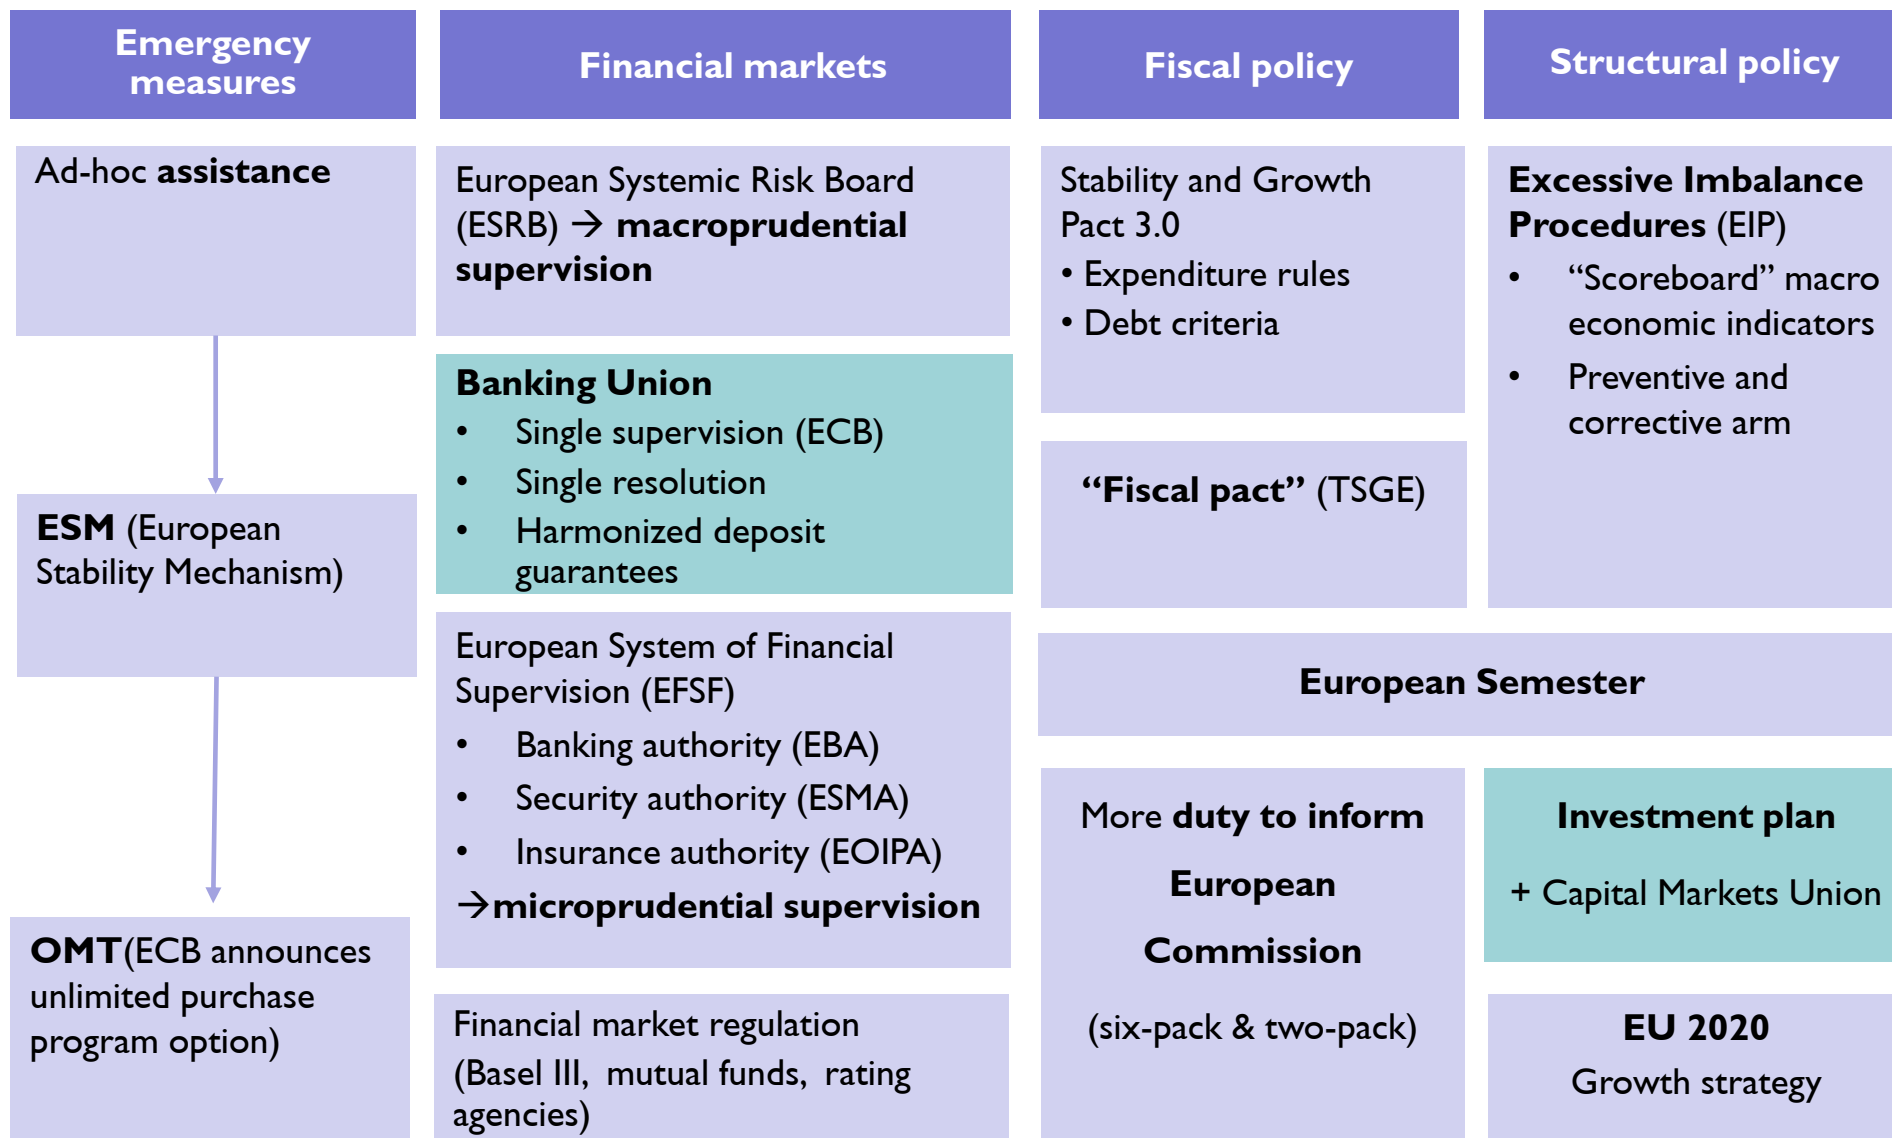 Emergency
measures
Financial markets
Fiscal policy
Structural policy
Ad-hoc assistance
ESM (European
Stability Mechanism)
OMT(ECB announces
unlimited purchase
program option)
European Systemic Risk Board
(ESRB) → macroprudential
supervision
Banking Union
• Single supervision (ECB)
• Single resolution
• Harmonized deposit
guarantees
European System of Financial
Supervision (EFSF)
• Banking authority (EBA)
• Security authority (ESMA)
• Insurance authority (EOIPA)
→microprudential supervision
Financial market regulation
(Basel III, mutual funds, rating
agencies)
Stability and Growth
Pact 3.0
• Expenditure rules
• Debt criteria
“Fiscal pact” (TSGE)
Excessive Imbalance
Procedures (EIP)
• “Scoreboard” macro
economic indicators
• Preventive and
corrective arm
European Semester
More duty to inform
European
Commission
(six-pack & two-pack)
Investment plan
+ Capital Markets Union
EU 2020
Growth strategy